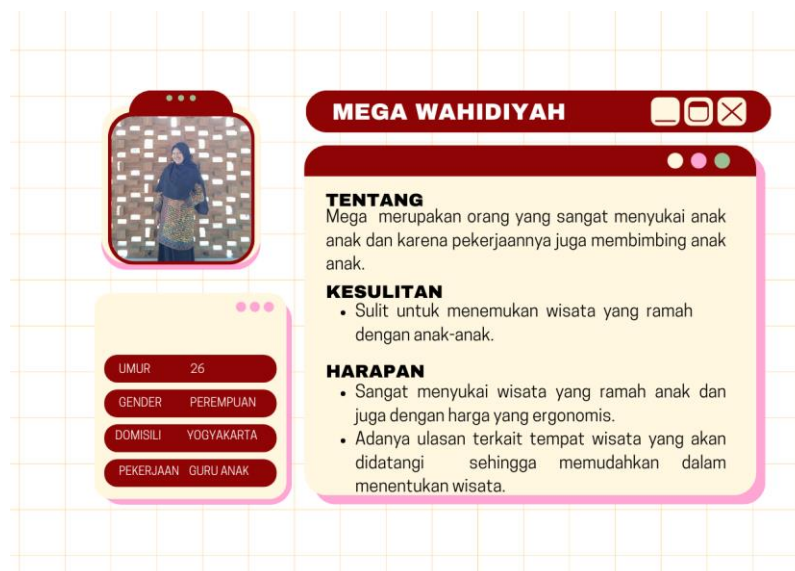 MEGA WAHIDIYAH
TENTANG
Mega merupakan orang yang sangat menyukai anak
anak dan karena pekerjaannya juga membimbing anak
anak.
KESULITAN
• Sulit untuk menemukan wisata yang ramah
dengan anak-anak.
HARAPAN
• Sangat menyukai wisata yang ramah anak dan
juga dengan harga yang ergonomis.
• Adanya ulasan terkait tempat wisata yang akan
didatangi sehingga memudahkan dalam
menentukan wisata.
UMUR 26
GENDER PEREMPUAN
DOMISILI YOGYAKARTA
PEKERJAAN GURU ANAK